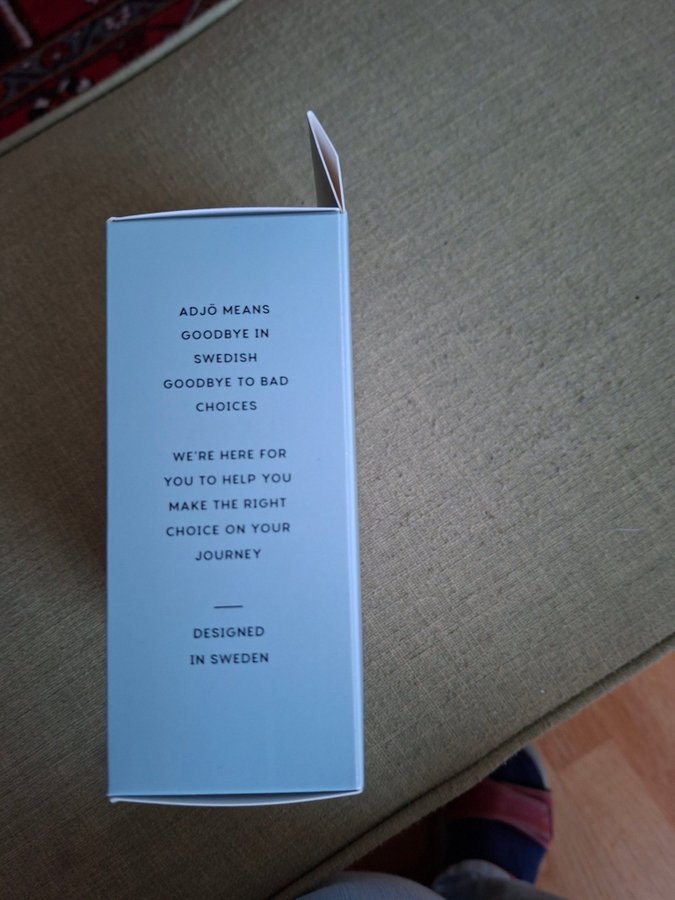 ADJÖ MEANS
GOODBYE IN
SWEDISH
GOODBYE TO BAD
CHOICES
WE'RE HERE FOR
YOU TO HELP YOU
MAKE THE RIGHT
CHOICE ON YOUR
JOURNEY
DESIGNED
IN SWEDEN